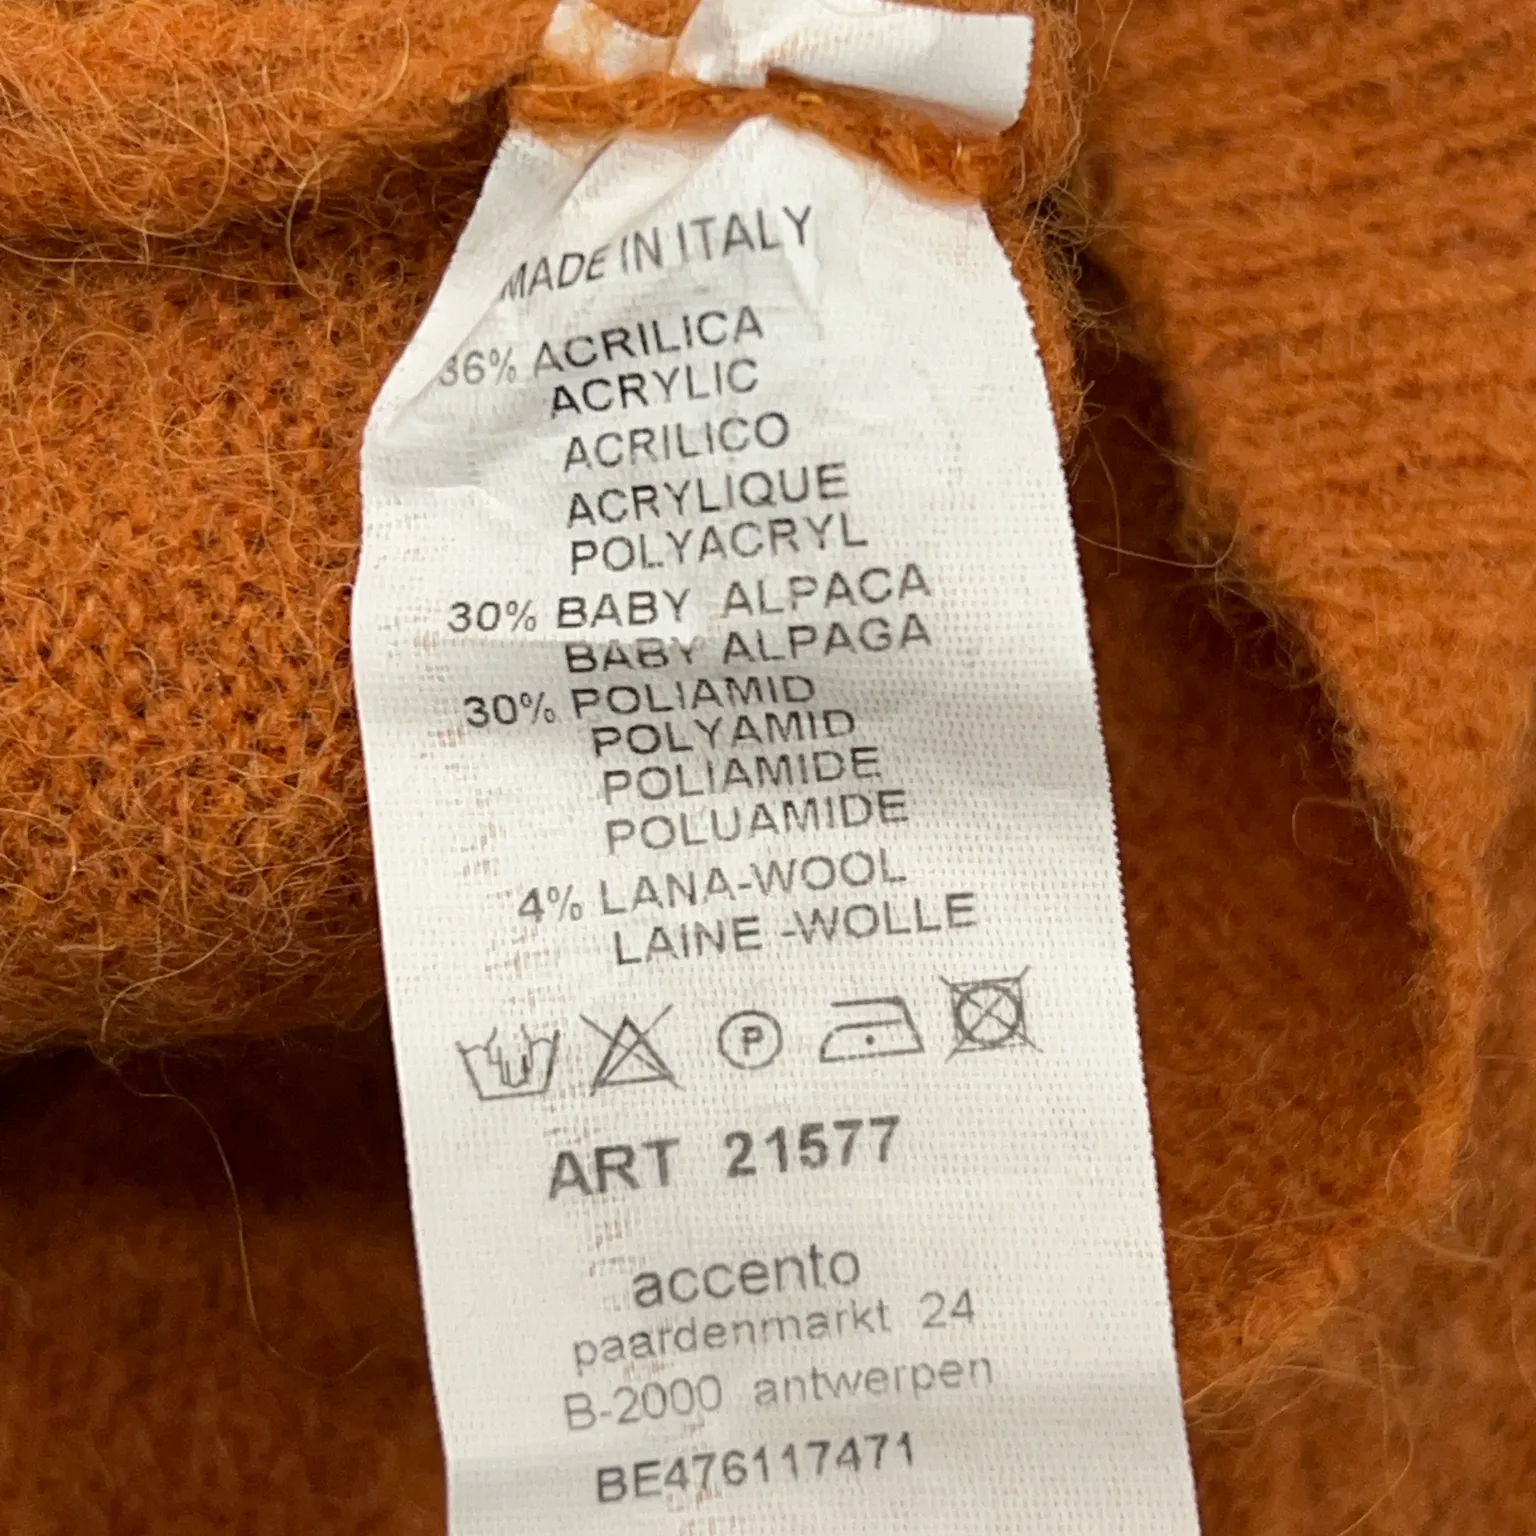 MADE IN ITALY
36% ACRILICA
ACRYLIC
ACRILICO
ACRYLIQUE
POLYACRYL
30% BABY ALPACA
BABY ALPAGA
30% POLIAMID
POLYAMID
POLIAMIDE
POLUAMIDE
4% LANA-WOOL
LAINE -WOLLE
P
ART 21577
accento
paardenmarkt 24
B-2000 antwerpen
BE476117471